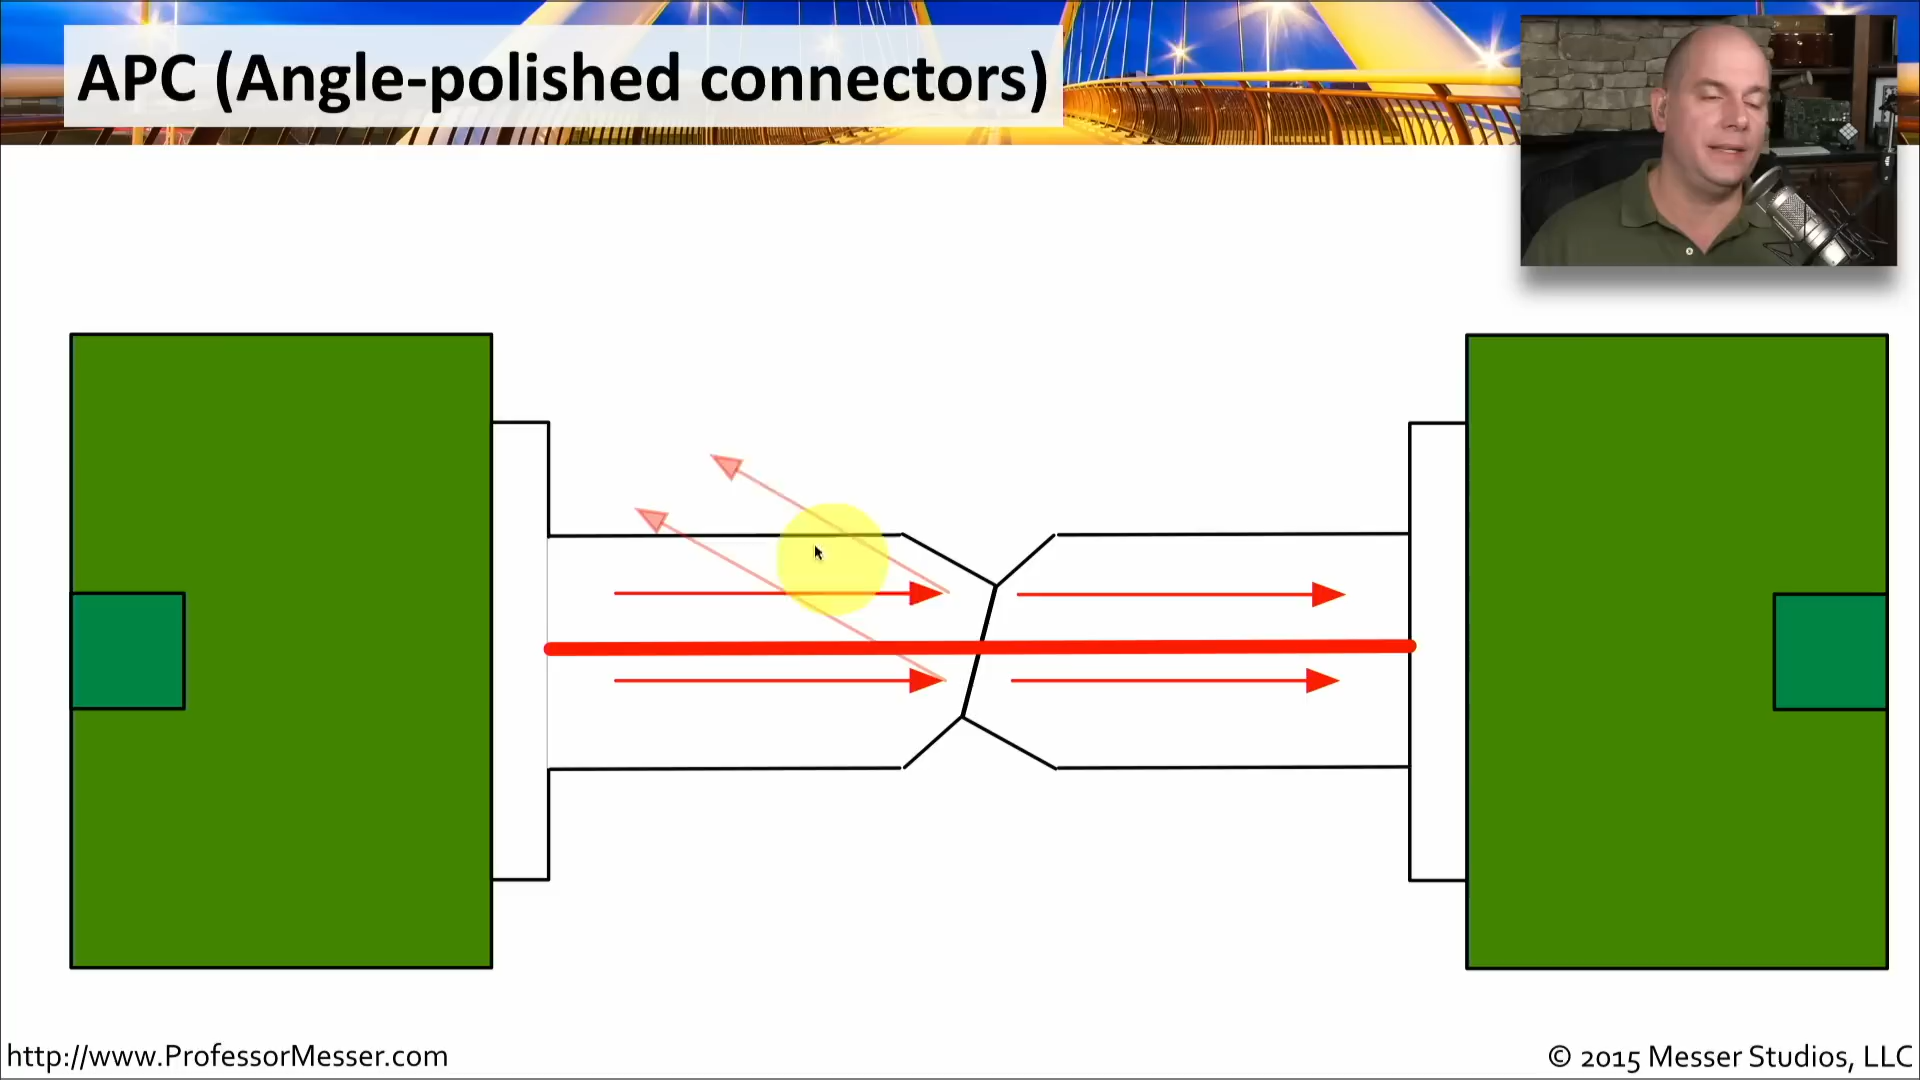 APC (Angle-polished connectors)
http://www.ProfessorMesser.com
© 2015 Messer Studios, LLC